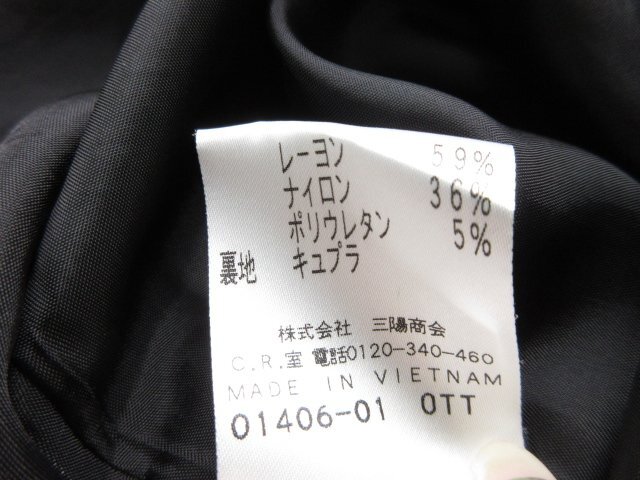 レーヨン 59%
ナイロン 36%
ポリウレタン 5%
裏地 キュプラ
株式会社 三陽商会
C.R.室 電話0120-340-460
MADE IN VIETNAM
01406-01 OTT